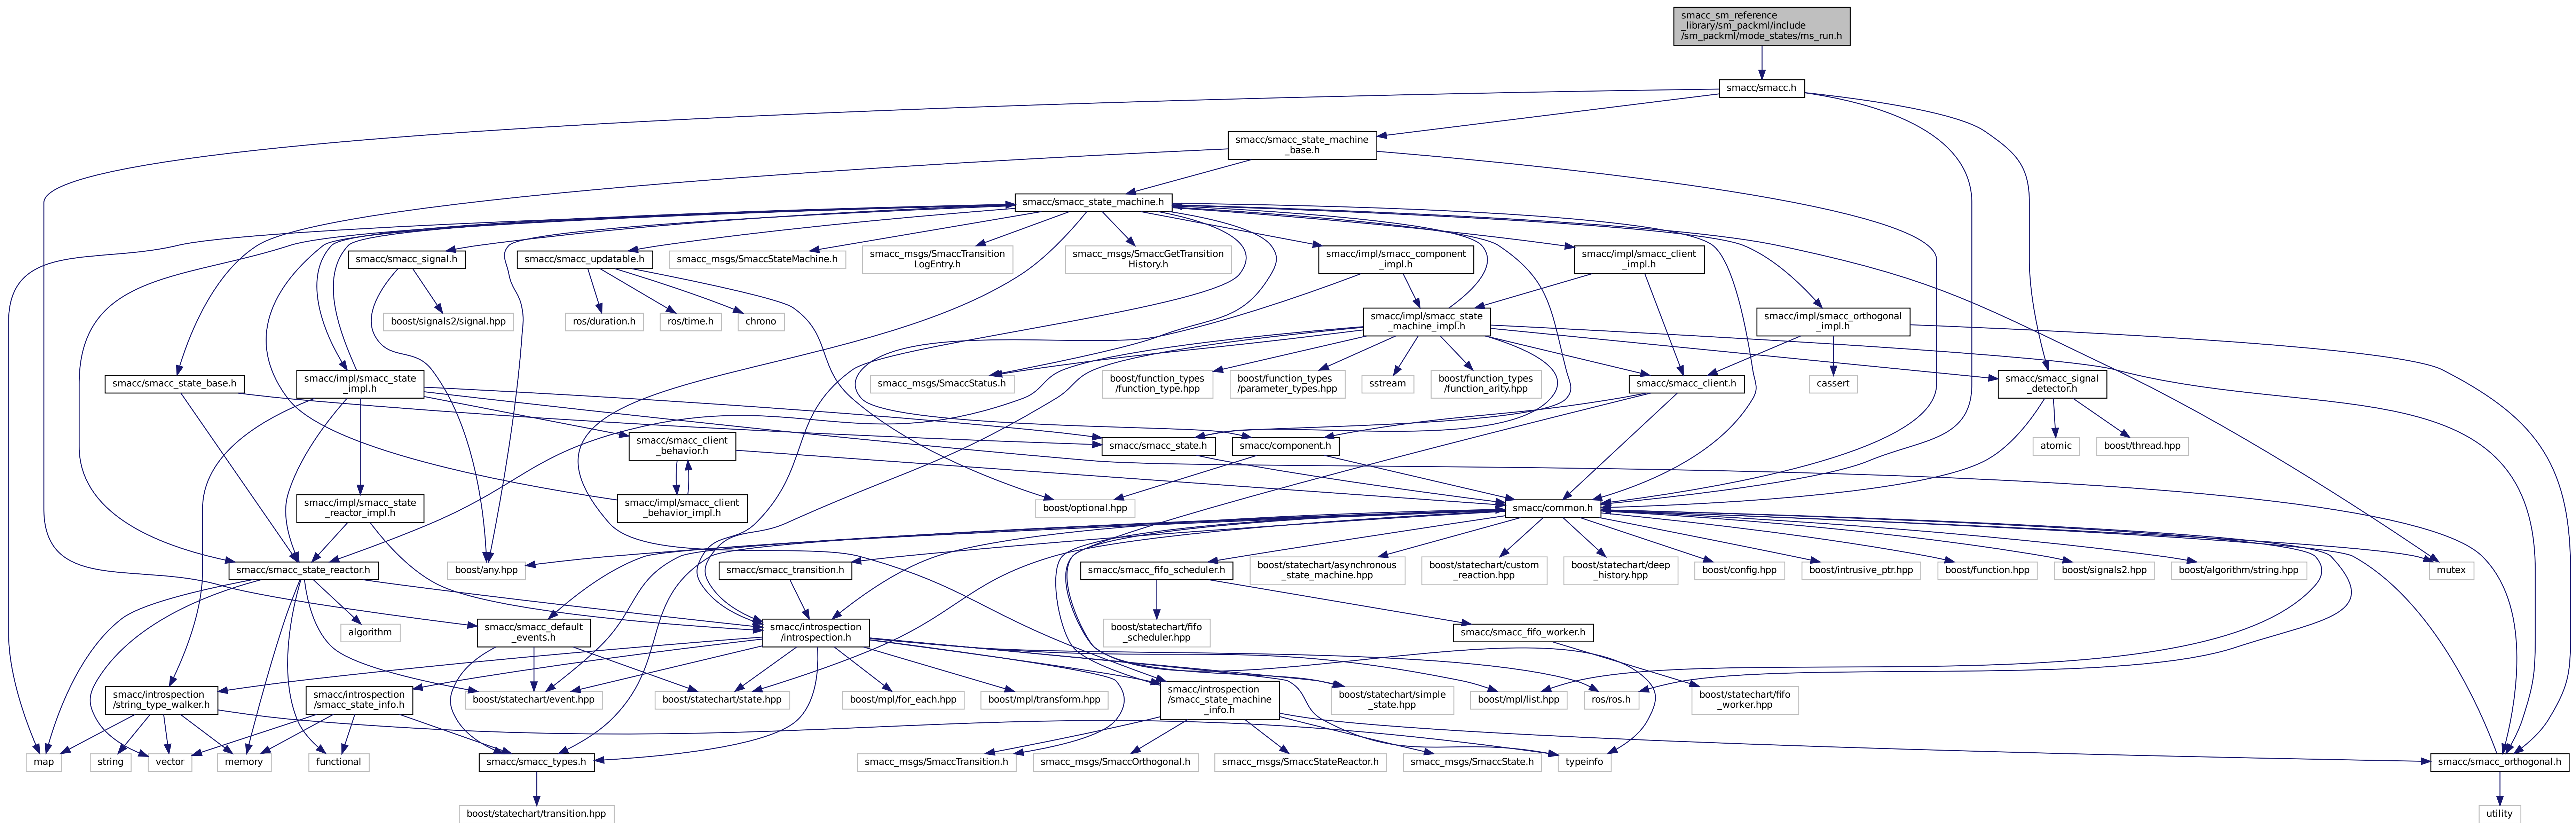 smacc_sm_reference
_library/sm_packml/include
/sm_packml/mode_states/ms_run.h
smacc/smacc.h
smacc/smacc_state_machine
_base.h
smacc/smacc_state_machine.h
smacc/smacc_signal.h
smacc/smacc_updatable.h
smacc_msgs/SmaccStateMachine.h
smacc_msgs/SmaccTransition
LogEntry.h
smacc_msgs/SmaccGetTransition
History.h
smacc/impl/smacc_component
_impl.h
smacc/impl/smacc_client
_impl.h
boost/signals2/signal.hpp
ros/duration.h
ros/time.h
chrono
smacc/impl/smacc_state
_machine_impl.h
smacc/impl/smacc_orthogonal
_impl.h
smacc/smacc_state_base.h
smacc/impl/smacc_state
_impl.h
smacc_msgs/SmaccStatus.h
boost/function_types
/function_type.hpp
boost/function_types
/parameter_types.hpp
sstream
boost/function_types
/function_arity.hpp
smacc/smacc_client.h
cassert
smacc/smacc_signal
_detector.h
smacc/smacc_client
_behavior.h
smacc/smacc_state.h
smacc/component.h
atomic
boost/thread.hpp
smacc/impl/smacc_state
_reactor_impl.h
smacc/impl/smacc_client
_behavior_impl.h
boost/optional.hpp
smacc/common.h
smacc/smacc_state_reactor.h
boost/any.hpp
smacc/smacc_transition.h
smacc/smacc_fifo_scheduler.h
boost/statechart/asynchronous
_state_machine.hpp
boost/statechart/custom
_reaction.hpp
boost/statechart/deep
_history.hpp
boost/config.hpp
boost/intrusive_ptr.hpp
boost/function.hpp
boost/signals2.hpp
boost/algorithm/string.hpp
mutex
algorithm
smacc/smacc_default
_events.h
smacc/introspection
/introspection.h
boost/statechart/fifo
_scheduler.hpp
smacc/smacc_fifo_worker.h
smacc/introspection
/string_type_walker.h
smacc/introspection
/smacc_state_info.h
boost/statechart/event.hpp
boost/statechart/state.hpp
boost/mpl/for_each.hpp
boost/mpl/transform.hpp
smacc/introspection
/smacc_state_machine
_info.h
boost/statechart/simple
_state.hpp
boost/mpl/list.hpp
ros/ros.h
boost/statechart/fifo
_worker.hpp
map
string
vector
memory
functional
smacc/smacc_types.h
smacc_msgs/SmaccTransition.h
smacc_msgs/SmaccOrthogonal.h
smacc_msgs/SmaccStateReactor.h
smacc_msgs/SmaccState.h
typeinfo
smacc/smacc_orthogonal.h
boost/statechart/transition.hpp
utility